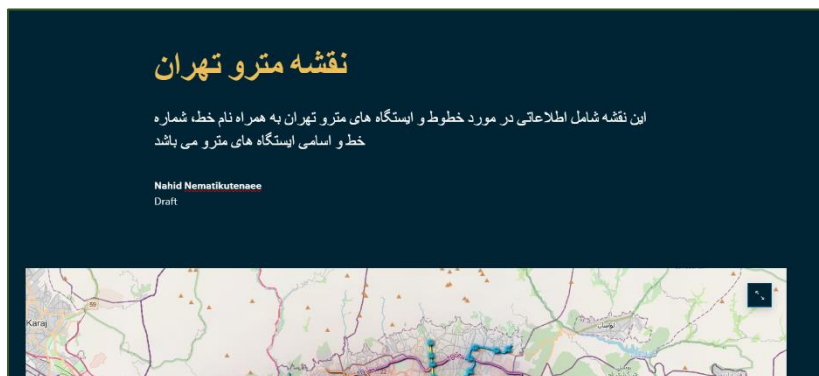 نقشه مترو تهران
این نقشه شامل اطلاعاتی در مورد خطوط و ایستگاه های مترو تهران به همراه نام خط، شماره
خط و اسامی ایستگاه های مترو می باشد
Nahid Nematikutenaee
Draft
Karaj